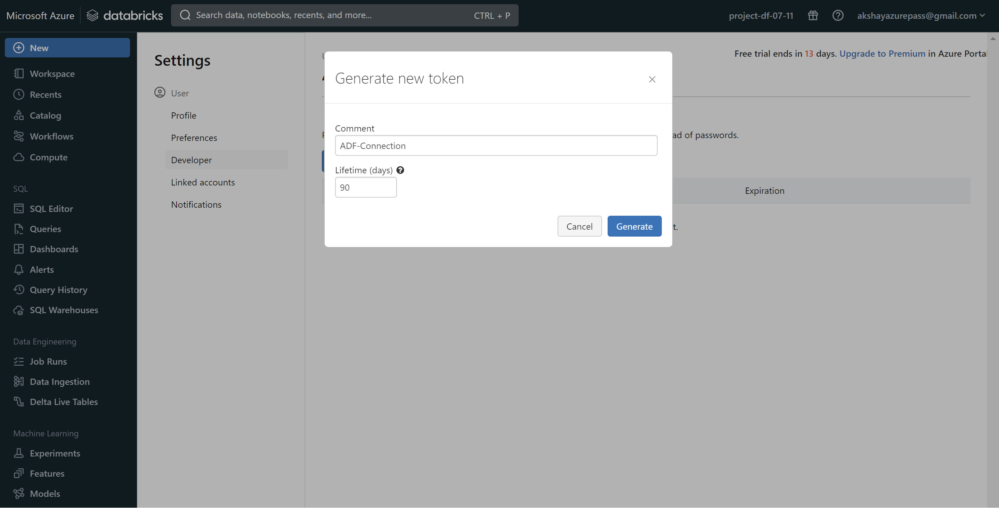 Microsoft Azure databricks Search data, notebooks, recents, and more... CTRL + P project-df-07-11 akshayazurepass@gmail.com
New
Workspace
Recents
Catalog
Workflows
Compute
SQL
SQL Editor
Queries
Dashboards
Alerts
Query History
SQL Warehouses
Data Engineering
Job Runs
Data Ingestion
Delta Live Tables
Machine Learning
Experiments
Features
Models
Settings
User
Profile
Preferences
Developer
Linked accounts
Notifications
Free trial ends in 13 days. Upgrade to Premium in Azure Portal
Generate new token
Comment
ADF-Connection
Lifetime (days)
90
Cancel Generate
of passwords.
Expiration